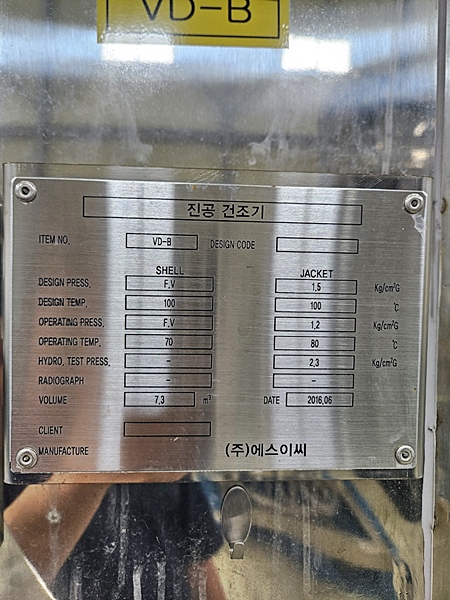 VD-B
진공 건조기
ITEM NO. VD-B DESIGN CODE
SHELL JACKET
DESIGN PRESS. F.V 1.5 Kg/cm²G
DESIGN TEMP. 100 100 ℃
OPERATING PRESS. F.V 1.2 Kg/cm²G
OPERATING TEMP. 70 80 ℃
HYDRO. TEST PRESS. - 2.3 Kg/cm²G
RADIOGRAPH - -
VOLUME 7.3 m³ DATE 2016.06
CLIENT
MANUFACTURE (주)에스이씨